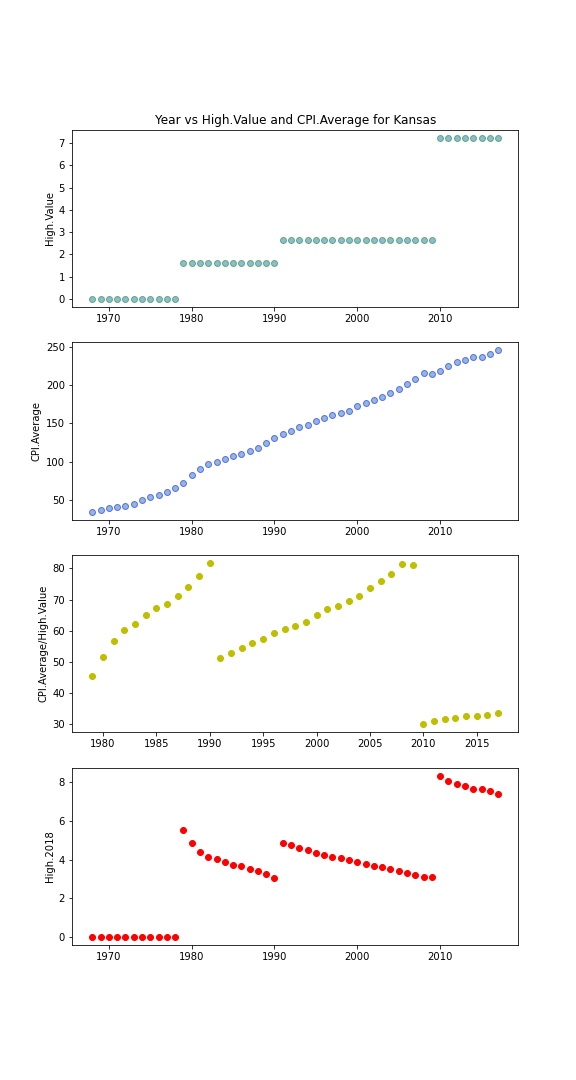 Year vs High.Value and CPI.Average for Kansas
High.Value
7
6
5
4
3
2
1
0
1970 1980 1990 2000 2010
CPI.Average
250
200
150
100
50
1970 1980 1990 2000 2010
CPI.Average/High.Value
80
70
60
50
40
30
1980 1985 1990 1995 2000 2005 2010 2015
High.2018
8
6
4
2
0
1970 1980 1990 2000 2010